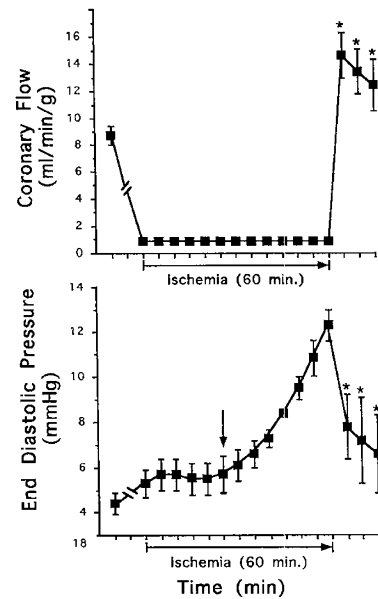 16
14
12
10
8
6
4
2
0
Coronary Flow
(ml/min/g)
* * *
Ischemia (60 min.)
12
10
8
6
4
18
End Diastolic Pressure
(mmHg)
* * *
Ischemia (60 min.)
Time (min)